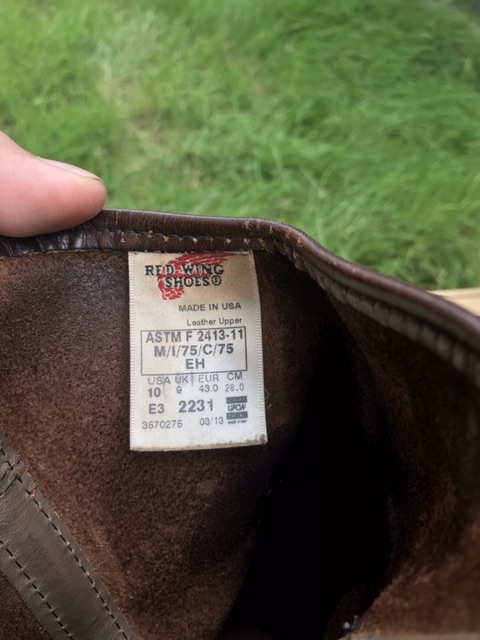 RED WING
SHOES®
MADE IN USA
Leather Upper
ASTM F 2413-11
M/I/75/C/75
EH
USA UK EUR CM
10 9 43.0 28.0
E3 2231 UFCW
3570275 03/13